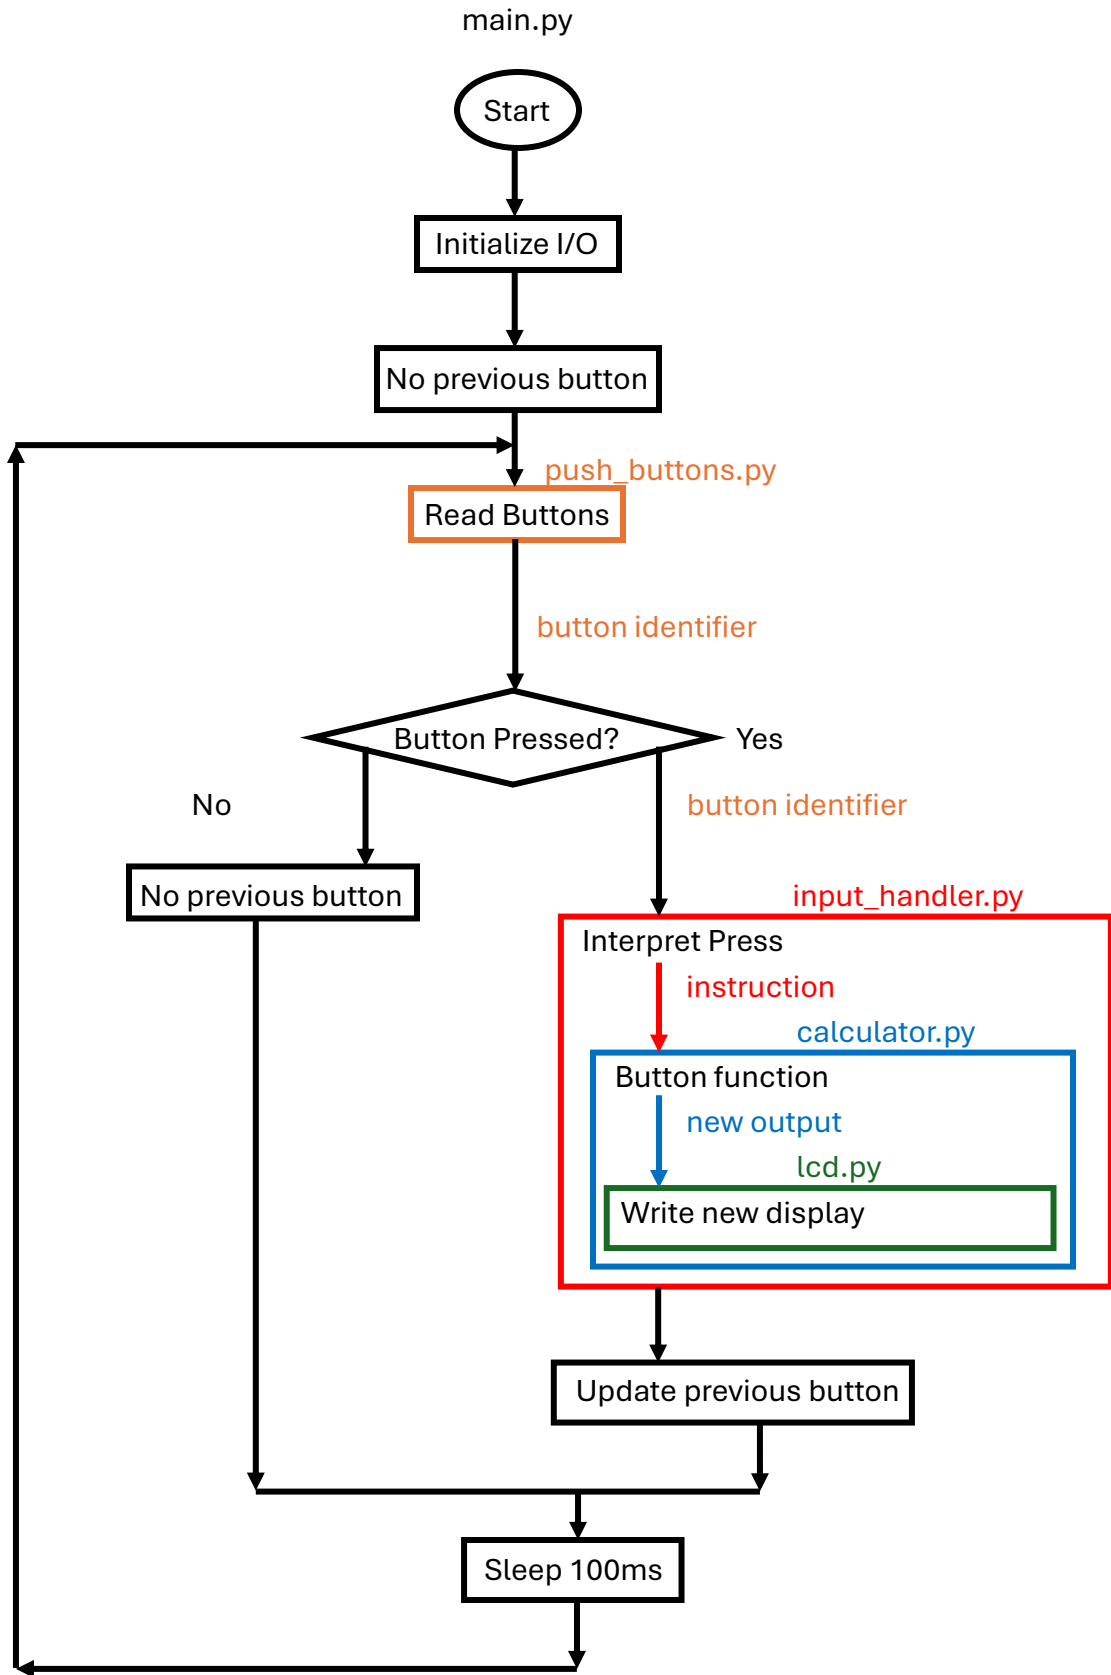 main.py
Start
Initialize I/O
No previous button
push_buttons.py
Read Buttons
button identifier
Button Pressed?
Yes
No
button identifier
No previous button
input_handler.py
Interpret Press
instruction
calculator.py
Button function
new output
lcd.py
Write new display
Update previous button
Sleep 100ms